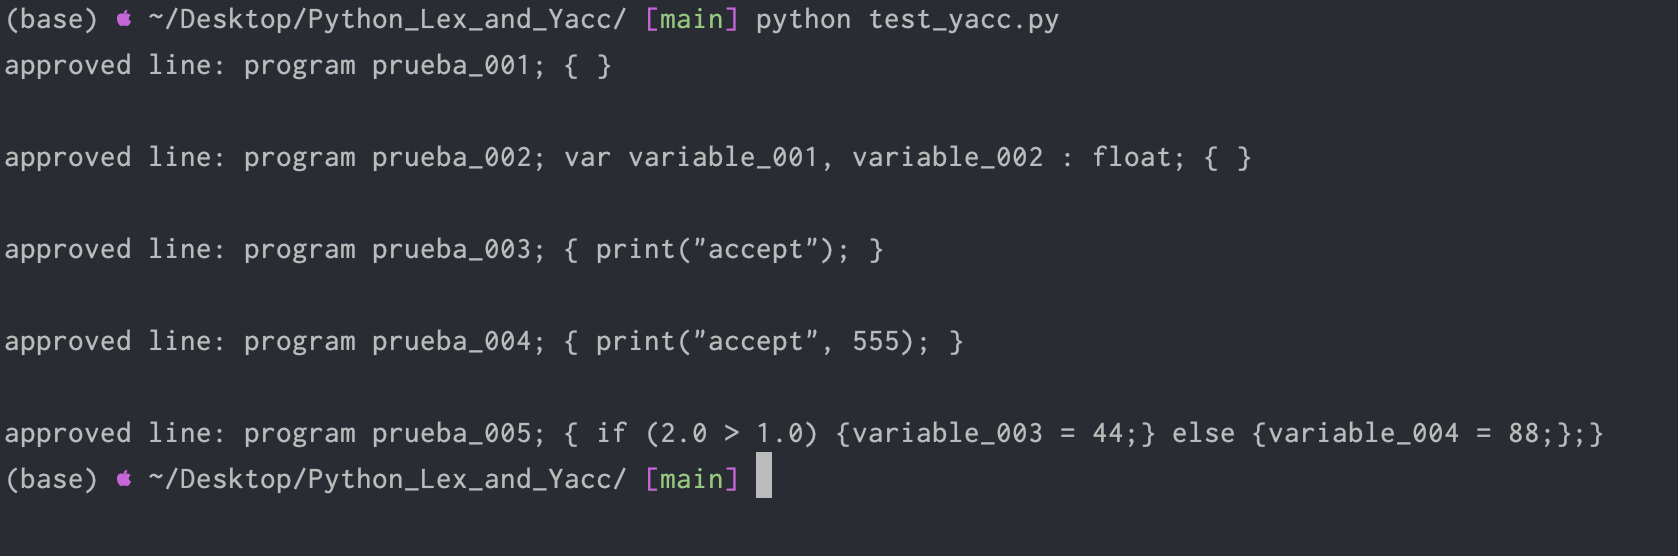 (base) ~/Desktop/Python_Lex_and_Yacc/ [main] python test_yacc.py
approved line: program prueba_001; { }
approved line: program prueba_002; var variable_001, variable_002 : float; { }
approved line: program prueba_003; { print("accept"); }
approved line: program prueba_004; { print("accept", 555); }
approved line: program prueba_005; { if (2.0 > 1.0) {variable_003 = 44;} else {variable_004 = 88;};}
(base) ~/Desktop/Python_Lex_and_Yacc/ [main]